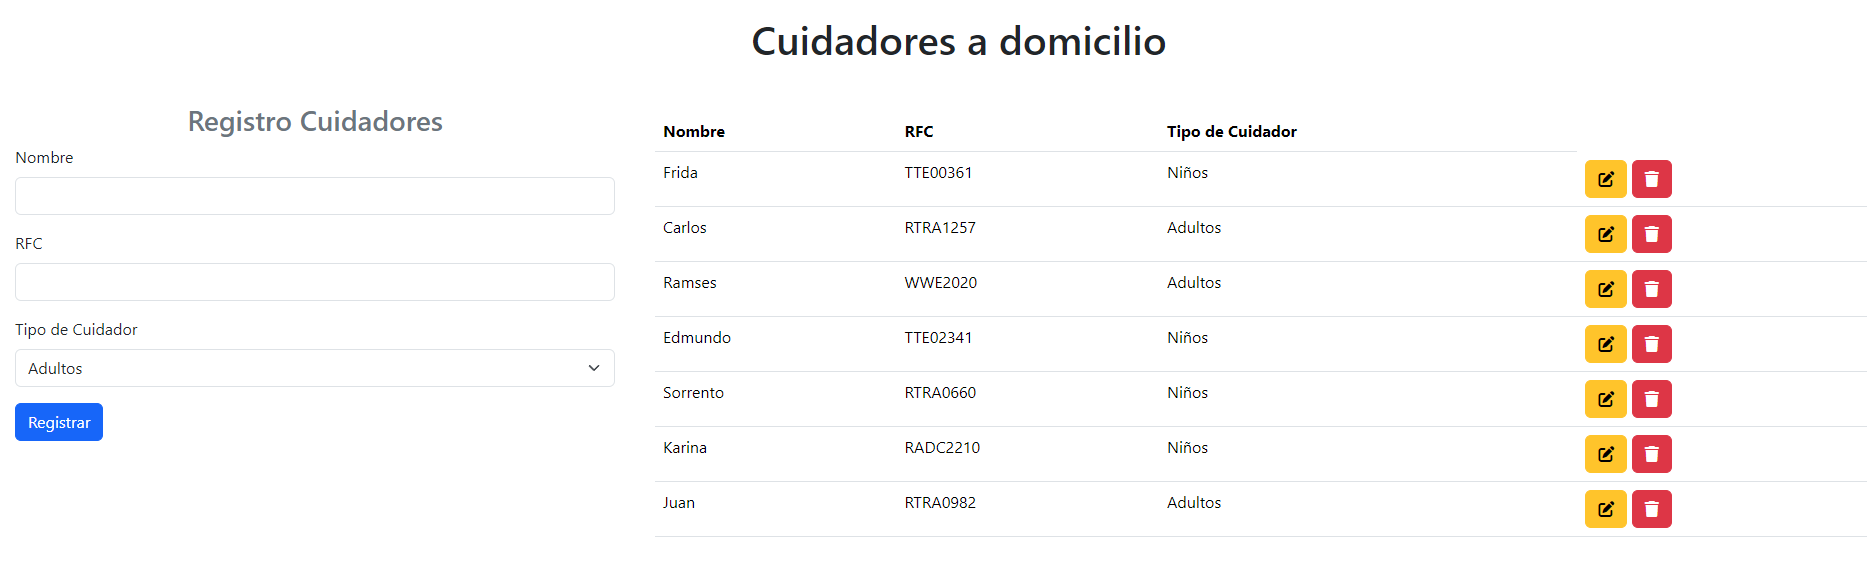 Cuidadores a domicilio
Registro Cuidadores
Nombre
RFC
Tipo de Cuidador
Adultos
Registrar
Nombre RFC Tipo de Cuidador
Frida TTE00361 Niños
Carlos RTRA1257 Adultos
Ramses WWE2020 Adultos
Edmundo TTE02341 Niños
Sorrento RTRA0660 Niños
Karina RADC2210 Niños
Juan RTRA0982 Adultos